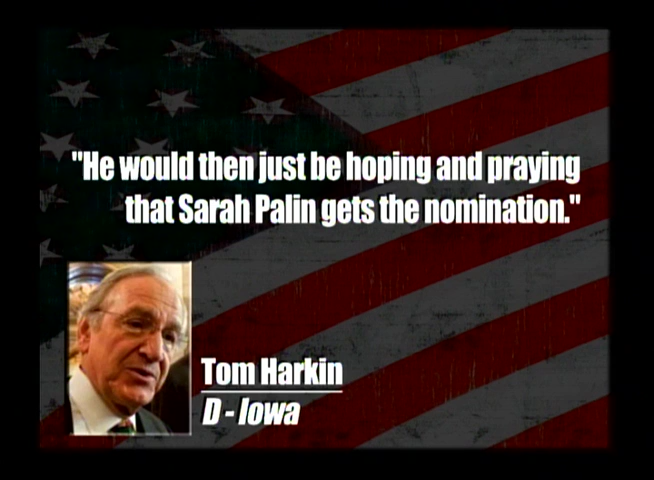 "He would then just be hoping and praying
that Sarah Palin gets the nomination."
Tom Harkin
D - Iowa